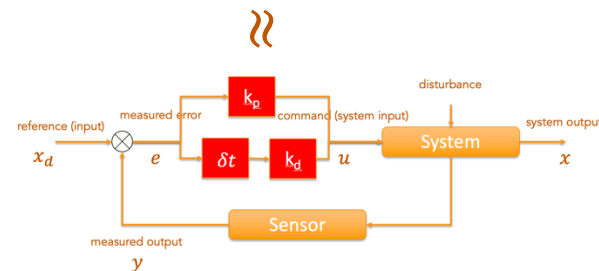 ≈
k_p
disturbance
measured error
command (system input)
system output
reference (input)
x_d
e
δt
k_d
u
System
x
Sensor
measured output
y